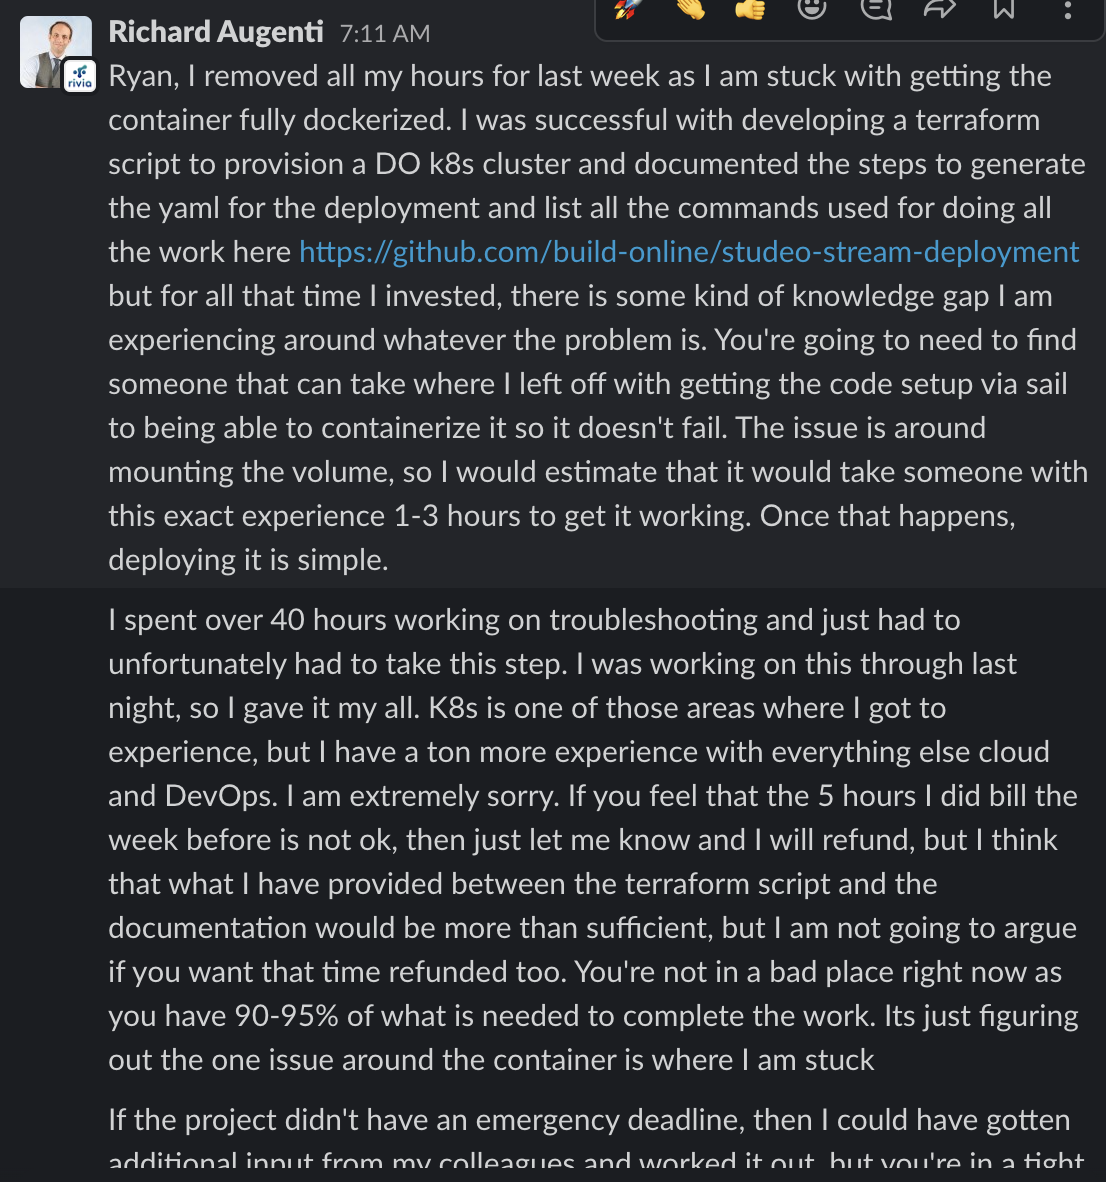 Richard Augenti 7:11 AM
rivia
Ryan, I removed all my hours for last week as I am stuck with getting the
container fully dockerized. I was successful with developing a terraform
script to provision a DO k8s cluster and documented the steps to generate
the yaml for the deployment and list all the commands used for doing all
the work here https://github.com/build-online/studeo-stream-deployment
but for all that time I invested, there is some kind of knowledge gap I am
experiencing around whatever the problem is. You're going to need to find
someone that can take where I left off with getting the code setup via sail
to being able to containerize it so it doesn't fail. The issue is around
mounting the volume, so I would estimate that it would take someone with
this exact experience 1-3 hours to get it working. Once that happens,
deploying it is simple.
I spent over 40 hours working on troubleshooting and just had to
unfortunately had to take this step. I was working on this through last
night, so I gave it my all. K8s is one of those areas where I got to
experience, but I have a ton more experience with everything else cloud
and DevOps. I am extremely sorry. If you feel that the 5 hours I did bill the
week before is not ok, then just let me know and I will refund, but I think
that what I have provided between the terraform script and the
documentation would be more than sufficient, but I am not going to argue
if you want that time refunded too. You're not in a bad place right now as
you have 90-95% of what is needed to complete the work. Its just figuring
out the one issue around the container is where I am stuck
If the project didn't have an emergency deadline, then I could have gotten
additional input from my colleagues and worked it out, but you're in a tight